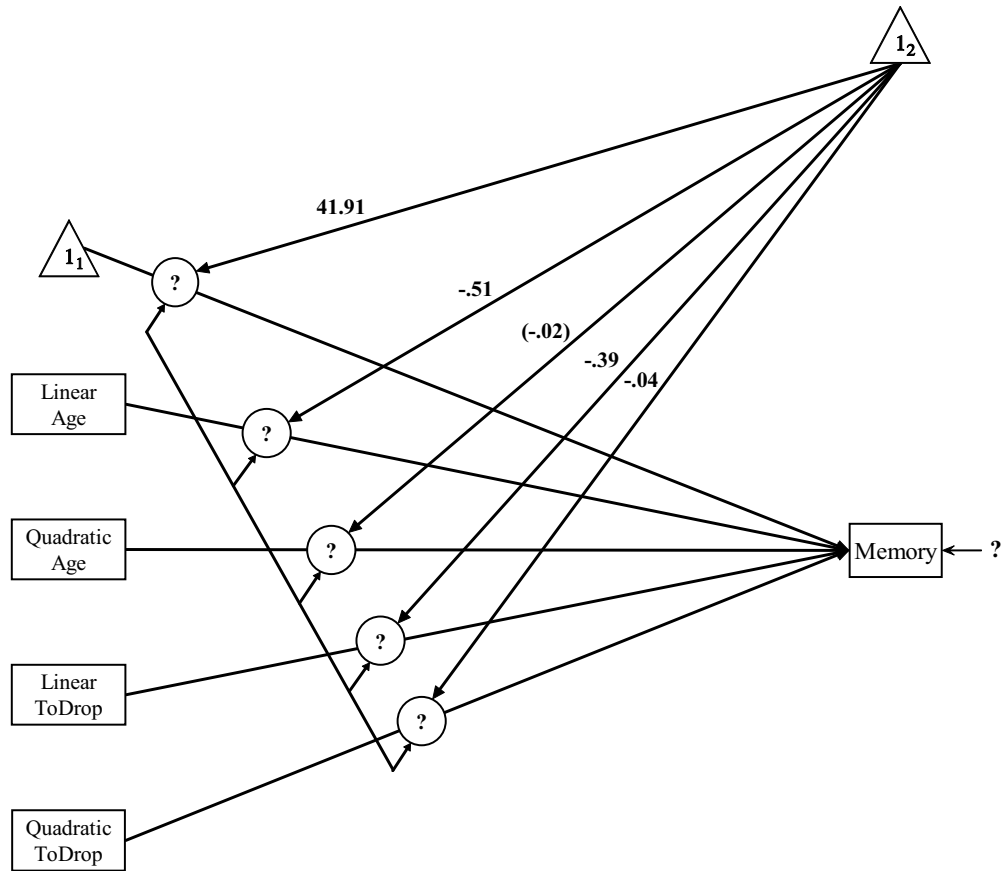 1₂
41.91
1₁
?
-.51
(-.02)
-.39
-.04
Linear
Age
?
Quadratic
Age
?
Memory
?
?
Linear
ToDrop
?
Quadratic
ToDrop